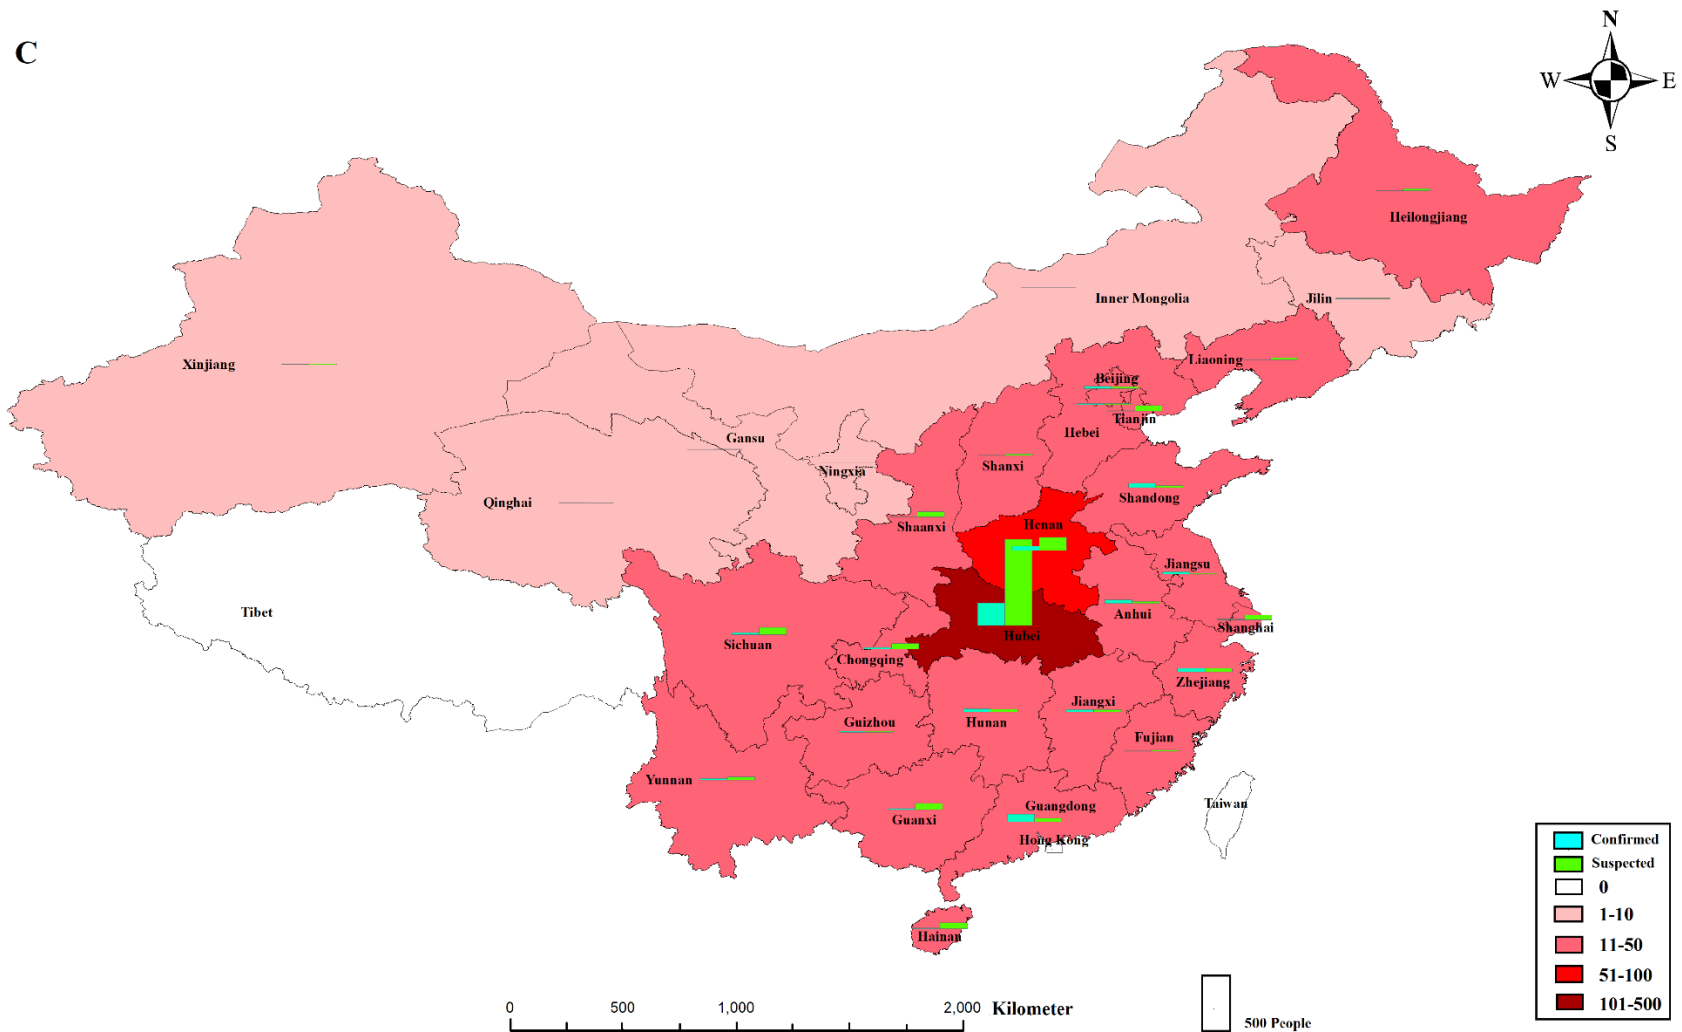 C
N
W E
S
Heilongjiang
Inner Mongolia
Jilin
Xinjiang
Liaoning
Beijing
Tianjin
Hebei
Gansu
Ningxia
Shanxi
Qinghai
Shandong
Shaanxi
Henan
Jiangsu
Tibet
Anhui
Shanghai
Hubei
Sichuan
Chongqing
Zhejiang
Jiangxi
Guizhou
Hunan
Fujian
Yunnan
Guangdong
Taiwan
Guanxi
Hong Kong
Hainan
Confirmed
Suspected
0
1-10
11-50
51-100
101-500
0 500 1,000 2,000 Kilometer
500 People